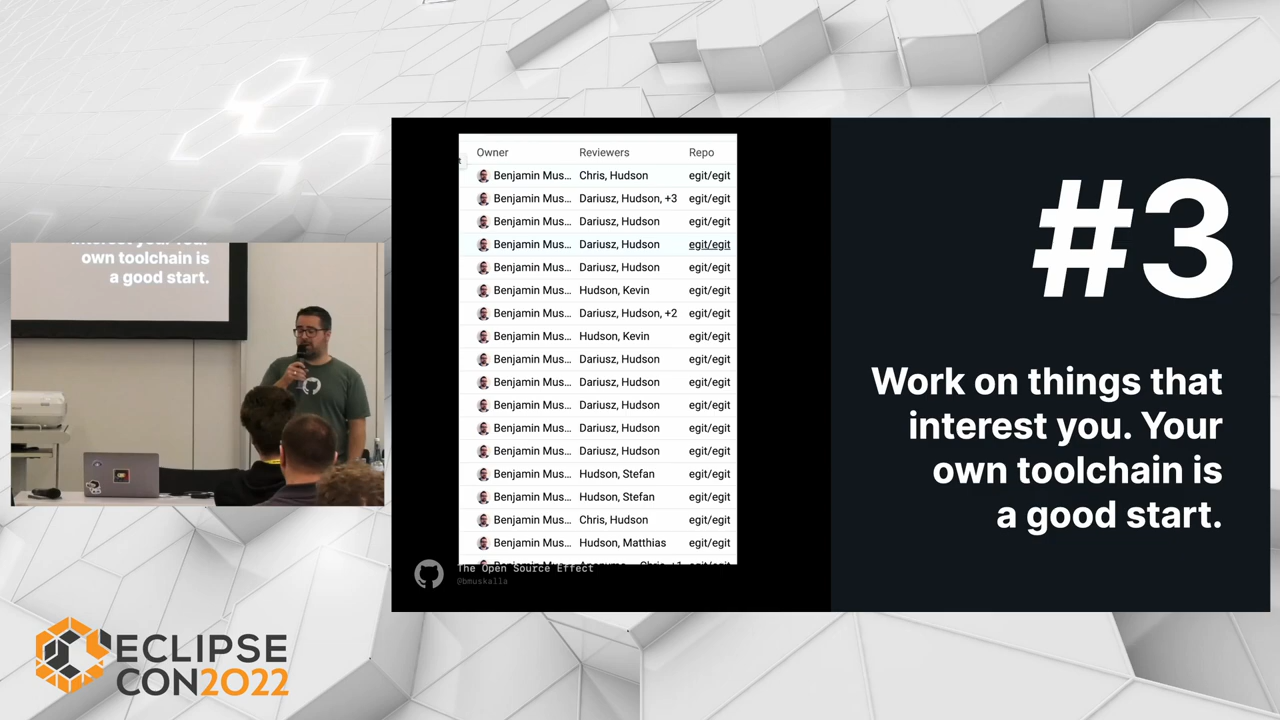 interest you. Your
own toolchain is
a good start.
Owner Reviewers Repo
Benjamin Mus... Chris, Hudson egit/egit
Benjamin Mus... Dariusz, Hudson, +3 egit/egit
Benjamin Mus... Dariusz, Hudson egit/egit
Benjamin Mus... Dariusz, Hudson egit/egit
Benjamin Mus... Dariusz, Hudson egit/egit
Benjamin Mus... Hudson, Kevin egit/egit
Benjamin Mus... Dariusz, Hudson, +2 egit/egit
Benjamin Mus... Hudson, Kevin egit/egit
Benjamin Mus... Dariusz, Hudson egit/egit
Benjamin Mus... Dariusz, Hudson egit/egit
Benjamin Mus... Dariusz, Hudson egit/egit
Benjamin Mus... Dariusz, Hudson egit/egit
Benjamin Mus... Dariusz, Hudson egit/egit
Benjamin Mus... Hudson, Stefan egit/egit
Benjamin Mus... Hudson, Stefan egit/egit
Benjamin Mus... Chris, Hudson egit/egit
Benjamin Mus... Hudson, Matthias egit/egit
The Open Source Effect
@bmuskalla
#3
Work on things that
interest you. Your
own toolchain is
a good start.
ECLIPSE
CON2022